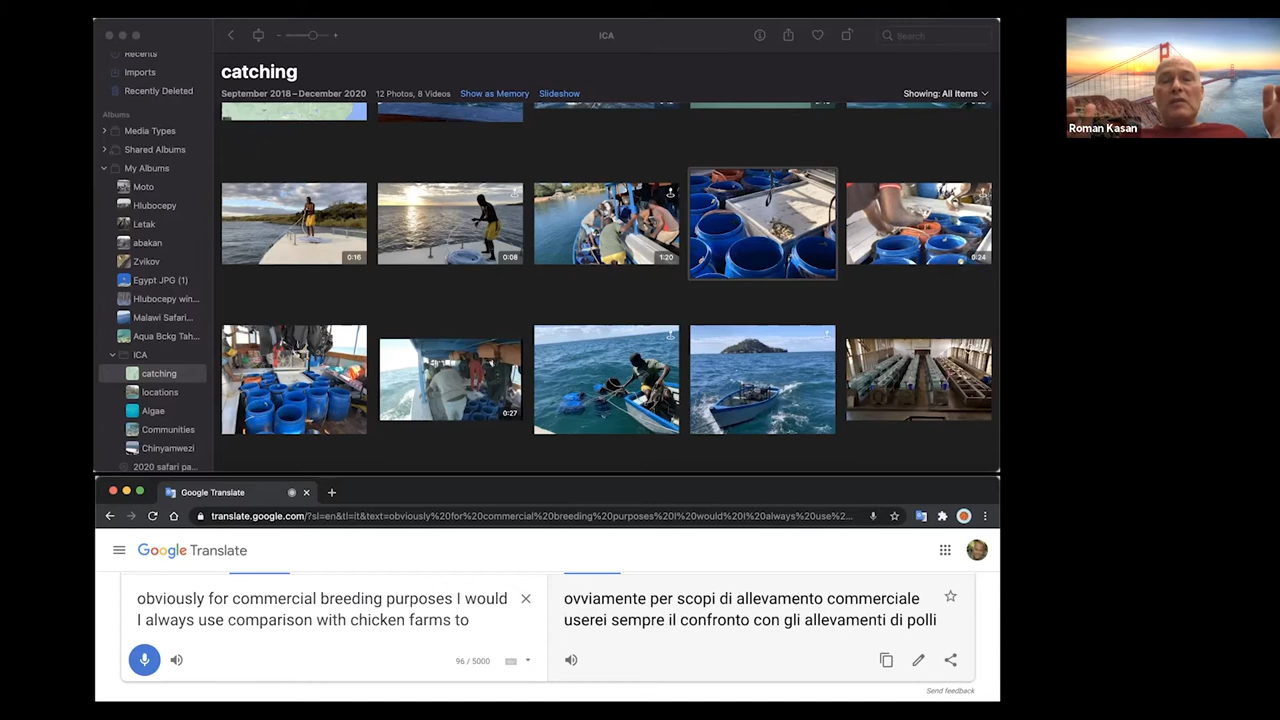 ICA
Search
Recents
Imports
Recently Deleted
Albums
Media Types
Shared Albums
My Albums
Moto
Hlubocepy
Letak
abakan
Zvikov
Egypt JPG (1)
Hlubocepy win...
Malawi Safari...
Aqua Bckg Tah...
ICA
catching
locations
Algae
Communities
Chinyamwezi
2020 safari pa...
catching
September 2018 – December 2020 12 Photos, 8 Videos Show as Memory Slideshow
Showing: All Items
0:16
0:08
1:20
0:24
0:27
Roman Kasan
Google Translate
translate.google.com/?sl=en&tl=it&text=obviously%20for%20commercial%20breeding%20purposes%20I%20would%20I%20always%20use%2...
Google Translate
obviously for commercial breeding purposes I would
I always use comparison with chicken farms to
96 / 5000
ovviamente per scopi di allevamento commerciale
userei sempre il confronto con gli allevamenti di polli
Send feedback